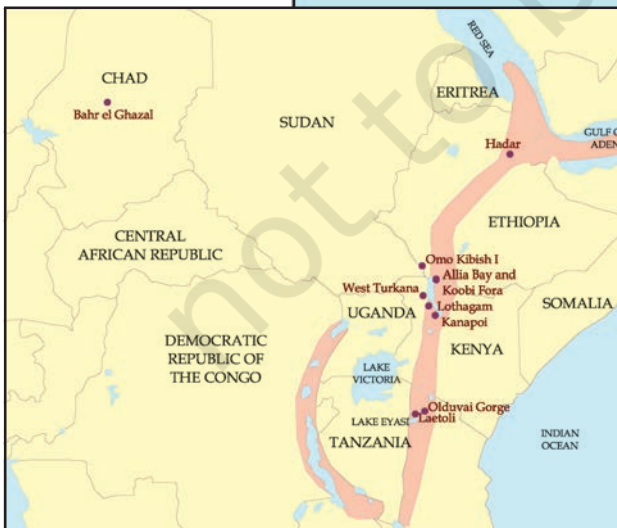 RED SEA
CHAD
ERITREA
Bahr el Ghazal
SUDAN
GULF O
ADEN
Hadar
ETHIOPIA
CENTRAL
AFRICAN REPUBLIC
Omo Kibish I
Allia Bay and
Koobi Fora
West Turkana
SOMALIA
UGANDA
Lothagam
Kanapoi
DEMOCRATIC
REPUBLIC OF
THE CONGO
KENYA
LAKE
VICTORIA
Olduvai Gorge
LAKE EYASI
Laetoli
TANZANIA
INDIAN
OCEAN
not to b